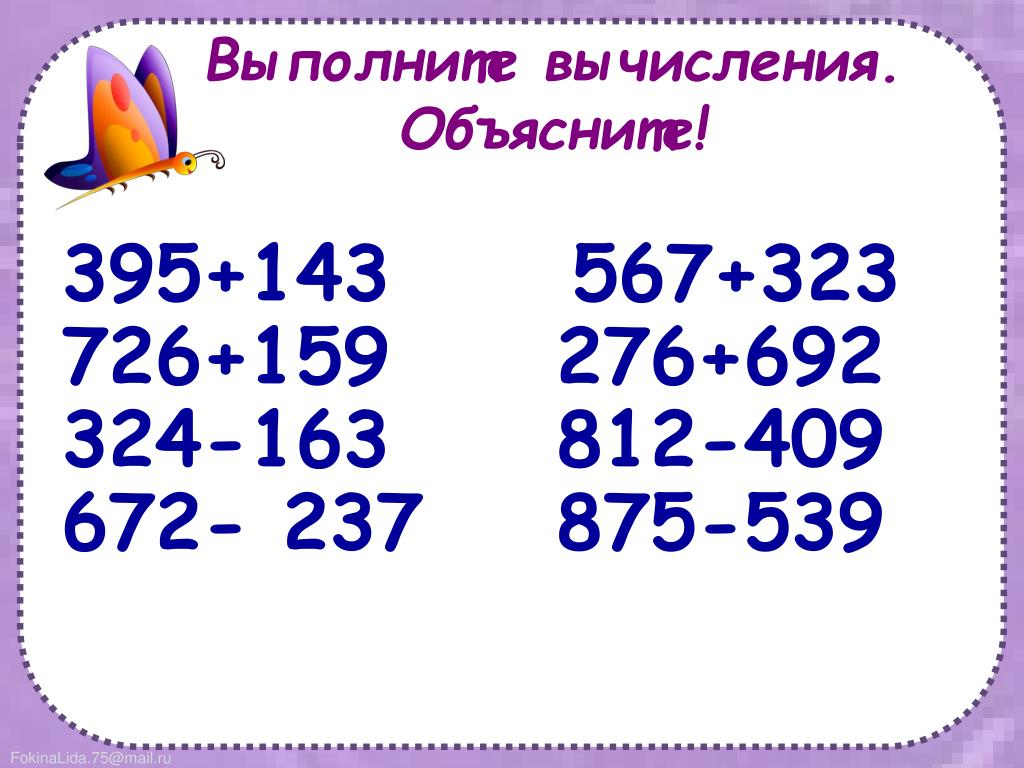 Выполните вычисления.
Объясните!
395+143 567+323
726+159 276+692
324-163 812-409
672- 237 875-539
FokinaLida.75@mail.ru